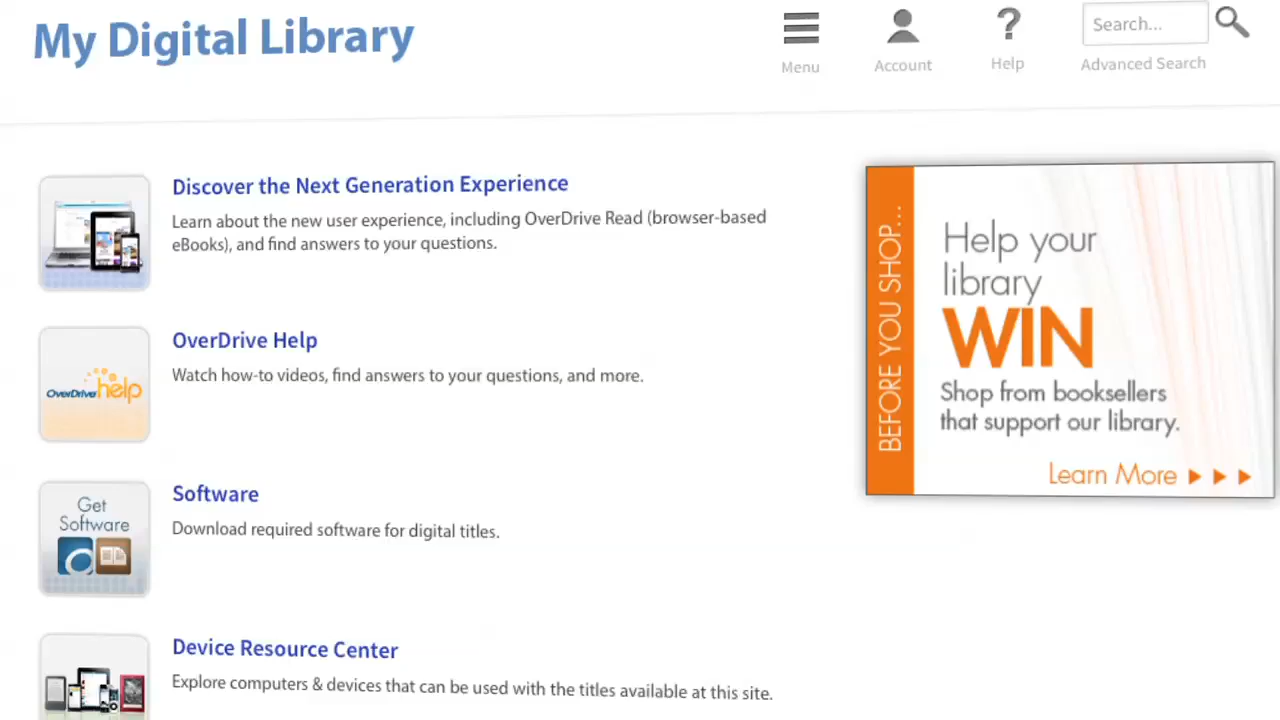 My Digital Library
Menu
Account
?
Help
Search...
Advanced Search
Discover the Next Generation Experience
Learn about the new user experience, including OverDrive Read (browser-based
eBooks), and find answers to your questions.
OverDrive help
OverDrive Help
Watch how-to videos, find answers to your questions, and more.
Get
Software
Software
Download required software for digital titles.
Device Resource Center
Explore computers & devices that can be used with the titles available at this site.
BEFORE YOU SHOP...
Help your
library
WIN
Shop from booksellers
that support our library.
Learn More